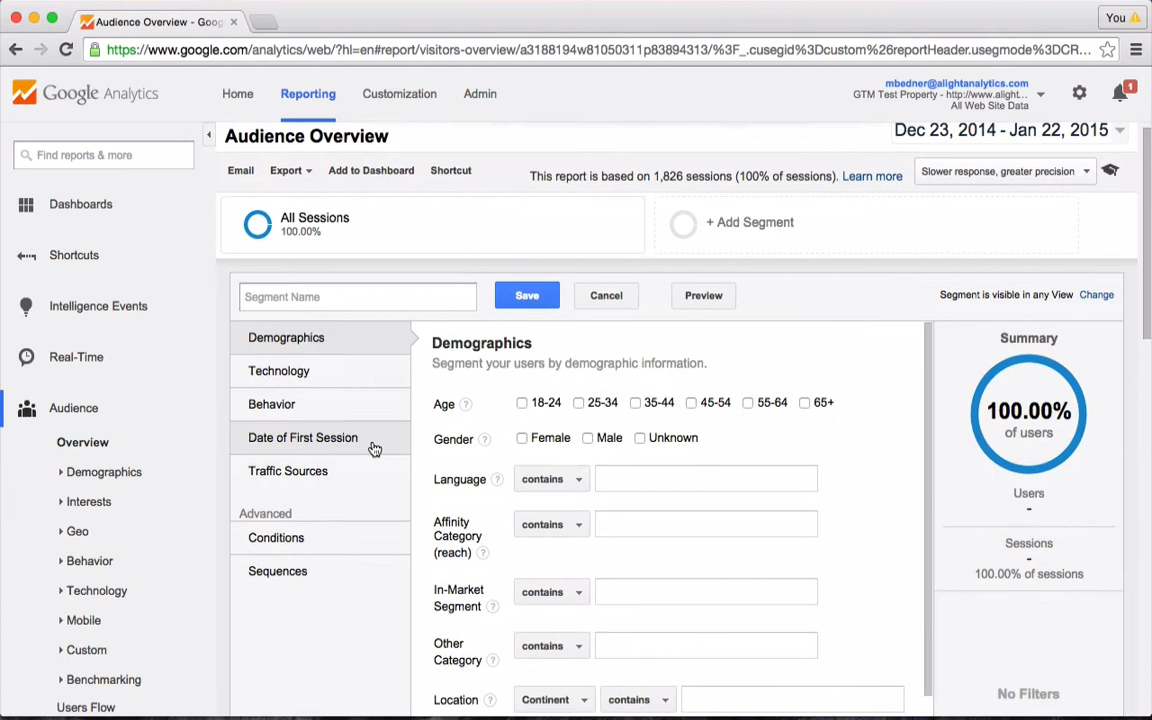 Audience Overview - Goog
You
https://www.google.com/analytics/web/?hl=en#report/visitors-overview/a3188194w81050311p83894313/%3F_.cusegid%3Dcustom%26reportHeader.usegmode%3DCR...
Google Analytics
Home
Reporting
Customization
Admin
mbedner@alightanalytics.com
GTM Test Property - http://www.alight...
All Web Site Data
1
Find reports & more
Dashboards
Shortcuts
Intelligence Events
Real-Time
Audience
Overview
Demographics
Interests
Geo
Behavior
Technology
Mobile
Custom
Benchmarking
Users Flow
Audience Overview
Dec 23, 2014 - Jan 22, 2015
Email
Export
Add to Dashboard
Shortcut
This report is based on 1,826 sessions (100% of sessions). Learn more
Slower response, greater precision
All Sessions
100.00%
+ Add Segment
Segment Name
Save
Cancel
Preview
Segment is visible in any View Change
Demographics
Technology
Behavior
Date of First Session
Traffic Sources
Advanced
Conditions
Sequences
Demographics
Segment your users by demographic information.
Age ? 18-24 25-34 35-44 45-54 55-64 65+
Gender ? Female Male Unknown
Language ? contains
Affinity
Category
(reach) ?
contains
In-Market
Segment ?
contains
Other
Category ?
contains
Location ? Continent contains
Summary
100.00%
of users
Users
-
Sessions
-
100.00% of sessions
No Filters